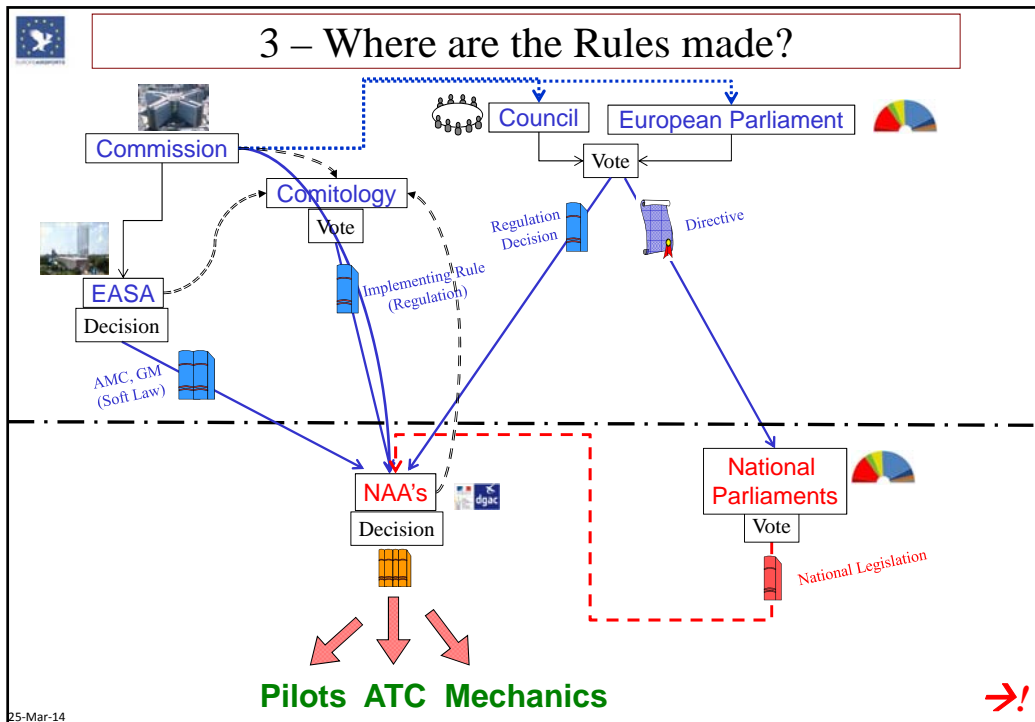 3 – Where are the Rules made?
EUROPE AIRSPORTS
Council
European Parliament
Commission
Vote
Comitology
Vote
Regulation
Decision
Directive
EASA
Decision
Implementing Rule
(Regulation)
AMC, GM
(Soft Law)
NAA's
dgac
Decision
National
Parliaments
Vote
National Legislation
Pilots ATC Mechanics
→!
25-Mar-14